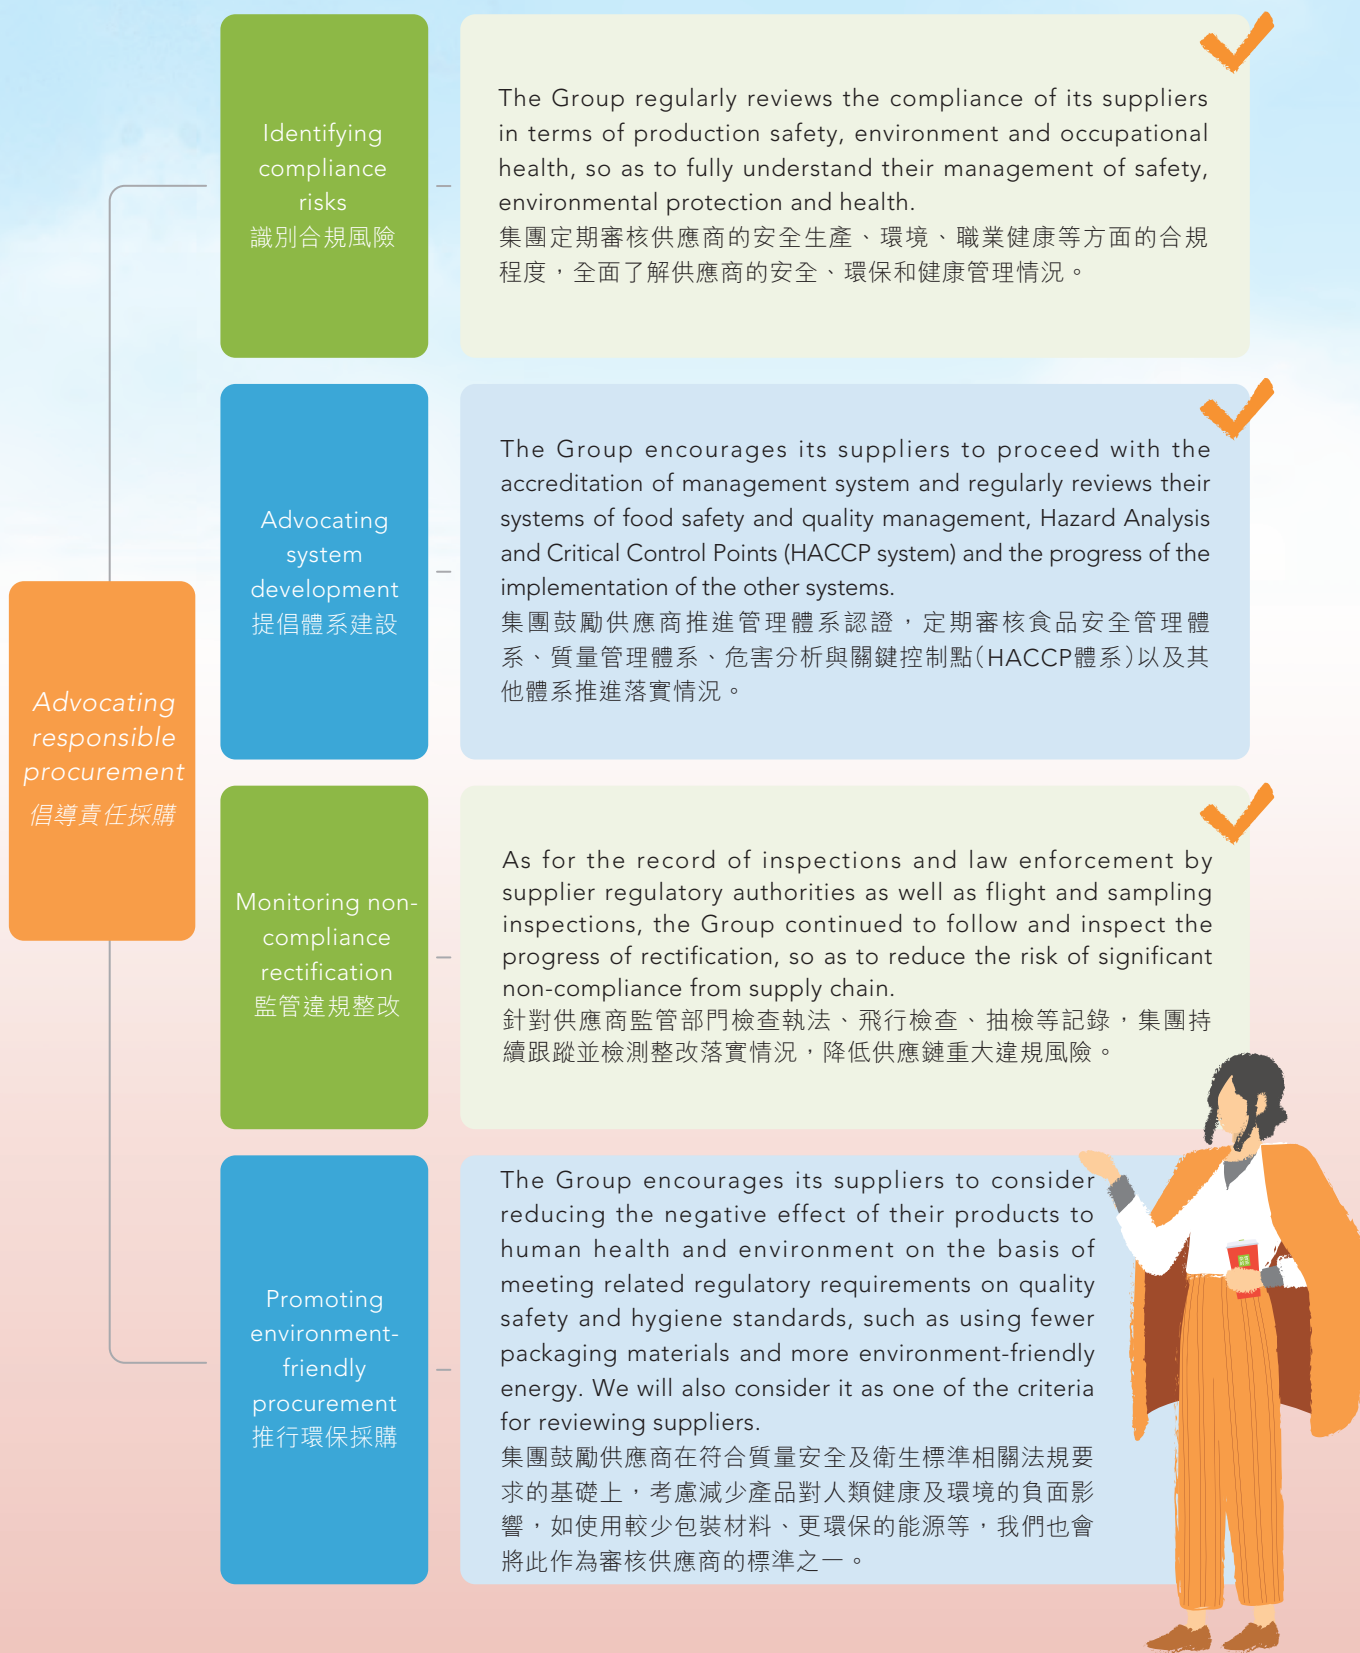 Advocating
responsible
procurement
倡導責任採購
Identifying
compliance
risks
識別合規風險
The Group regularly reviews the compliance of its suppliers
in terms of production safety, environment and occupational
health, so as to fully understand their management of safety,
environmental protection and health.
集團定期審核供應商的安全生產、環境、職業健康等方面的合規
程度，全面了解供應商的安全、環保和健康管理情況。
Advocating
system
development
提倡體系建設
The Group encourages its suppliers to proceed with the
accreditation of management system and regularly reviews their
systems of food safety and quality management, Hazard Analysis
and Critical Control Points (HACCP system) and the progress of the
implementation of the other systems.
集團鼓勵供應商推進管理體系認證，定期審核食品安全管理體
系、質量管理體系、危害分析與關鍵控制點(HACCP體系)以及其
他體系推進落實情況。
Monitoring non-
compliance
rectification
監管違規整改
As for the record of inspections and law enforcement by
supplier regulatory authorities as well as flight and sampling
inspections, the Group continued to follow and inspect the
progress of rectification, so as to reduce the risk of significant
non-compliance from supply chain.
針對供應商監管部門檢查執法、飛行檢查、抽檢等記錄，集團持
續跟蹤並檢測整改落實情況，降低供應鏈重大違規風險。
Promoting
environment-
friendly
procurement
推行環保採購
The Group encourages its suppliers to consider
reducing the negative effect of their products to
human health and environment on the basis of
meeting related regulatory requirements on quality
safety and hygiene standards, such as using fewer
packaging materials and more environment-friendly
energy. We will also consider it as one of the criteria
for reviewing suppliers.
集團鼓勵供應商在符合質量安全及衛生標準相關法規要
求的基礎上，考慮減少產品對人類健康及環境的負面影
響，如使用較少包裝材料、更環保的能源等，我們也會
將此作為審核供應商的標準之一。